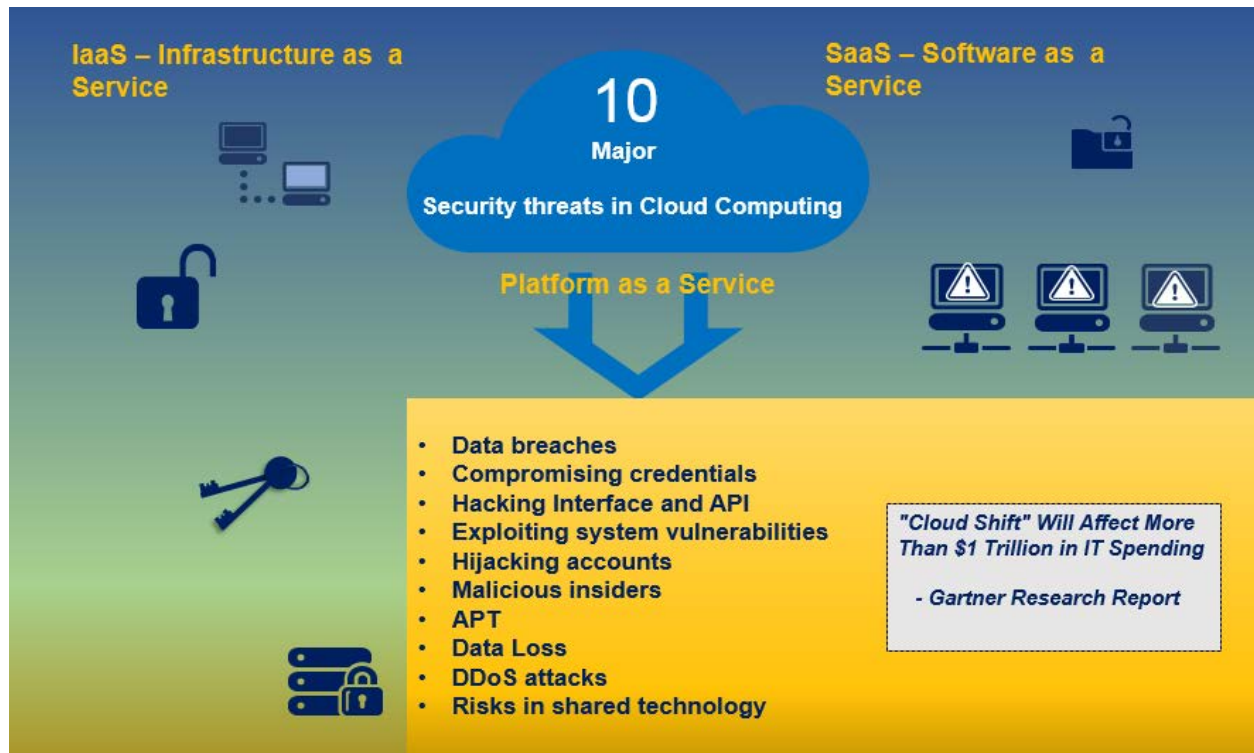 IaaS – Infrastructure as a
Service
10
Major
Security threats in Cloud Computing
SaaS – Software as a
Service
Platform as a Service
• Data breaches
• Compromising credentials
• Hacking Interface and API
• Exploiting system vulnerabilities
• Hijacking accounts
• Malicious insiders
• APT
• Data Loss
• DDoS attacks
• Risks in shared technology
"Cloud Shift" Will Affect More
Than $1 Trillion in IT Spending
- Gartner Research Report